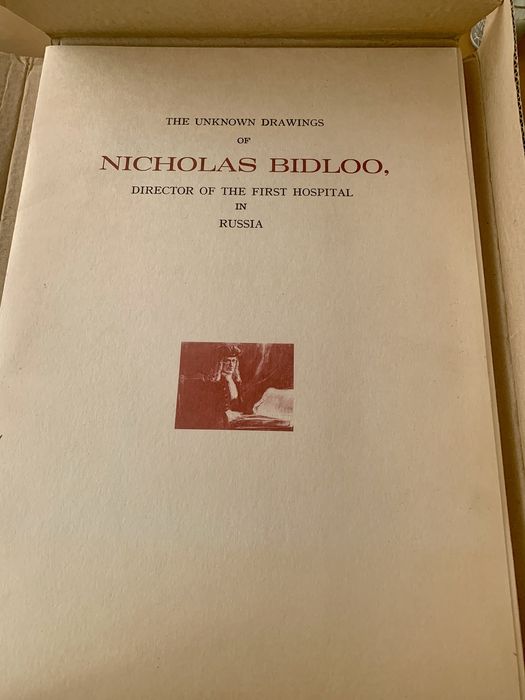 THE UNKNOWN DRAWINGS
OF
NICHOLAS BIDLOO,
DIRECTOR OF THE FIRST HOSPITAL
IN
RUSSIA